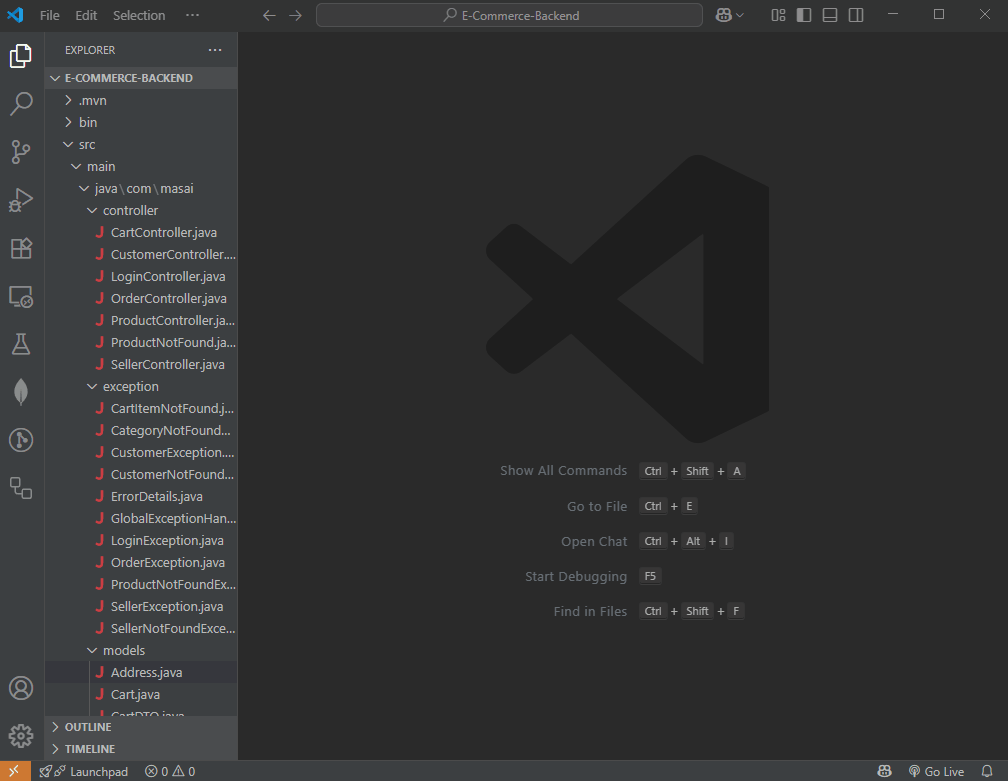 File Edit Selection ···
E-Commerce-Backend
EXPLORER ···
E-COMMERCE-BACKEND
.mvn
bin
src
main
java\com\masai
controller
CartController.java
CustomerController....
LoginController.java
OrderController.java
ProductController.ja...
ProductNotFound.ja...
SellerController.java
exception
CartItemNotFound.j...
CategoryNotFound...
CustomerException....
CustomerNotFound...
ErrorDetails.java
GlobalExceptionHan...
LoginException.java
OrderException.java
ProductNotFoundEx...
SellerException.java
SellerNotFoundExce...
models
Address.java
Cart.java
CartDTO.java
OUTLINE
TIMELINE
Show All Commands Ctrl + Shift + A
Go to File Ctrl + E
Open Chat Ctrl + Alt + I
Start Debugging F5
Find in Files Ctrl + Shift + F
Launchpad 0 0 Go Live